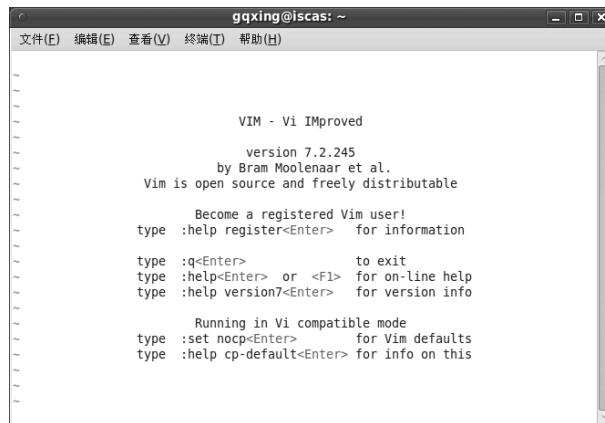 gqxing@iscas: ~
文件(F) 编辑(E) 查看(V) 终端(T) 帮助(H)
~
~
~
~ VIM - Vi IMproved
~
~ version 7.2.245
~ by Bram Moolenaar et al.
~ Vim is open source and freely distributable
~
~ Become a registered Vim user!
~ type :help register<Enter> for information
~
~ type :q<Enter> to exit
~ type :help<Enter> or <F1> for on-line help
~ type :help version7<Enter> for version info
~
~ Running in Vi compatible mode
~ type :set nocp<Enter> for Vim defaults
~ type :help cp-default<Enter> for info on this
~
~
~